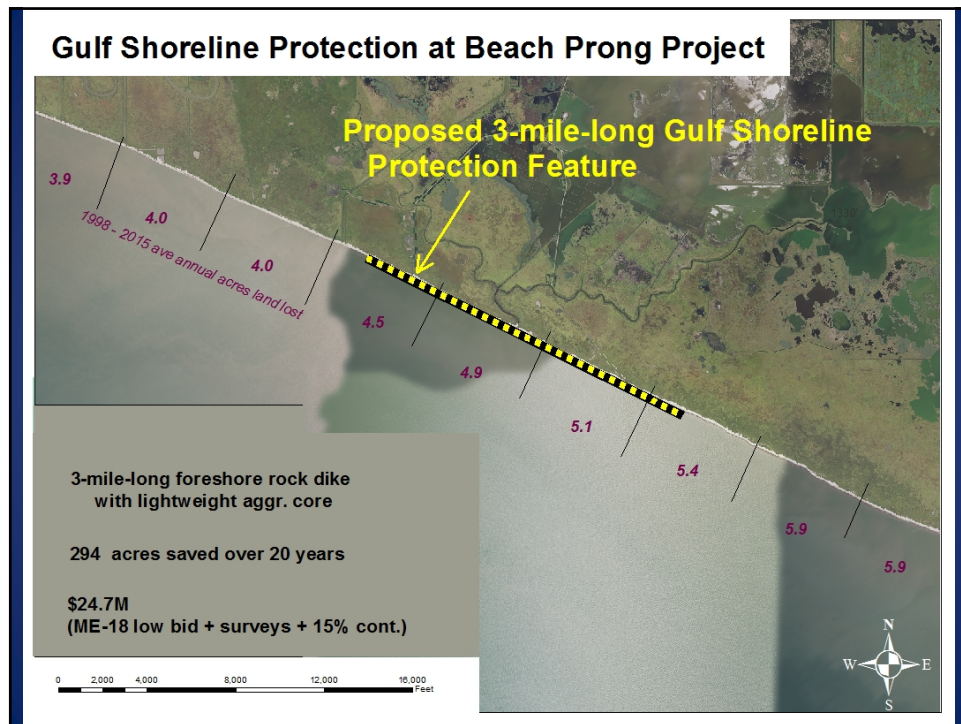 Gulf Shoreline Protection at Beach Prong Project
Proposed 3-mile-long Gulf Shoreline
Protection Feature
3.9
4.0
4.0
1998 - 2015 ave annual acres land lost
4.5
4.9
5.1
5.4
5.9
5.9
3-mile-long foreshore rock dike
with lightweight aggr. core
294 acres saved over 20 years
$24.7M
(ME-18 low bid + surveys + 15% cont.)
N
W
E
S
0 2,000 4,000 8,000 12,000 16,000
Feet